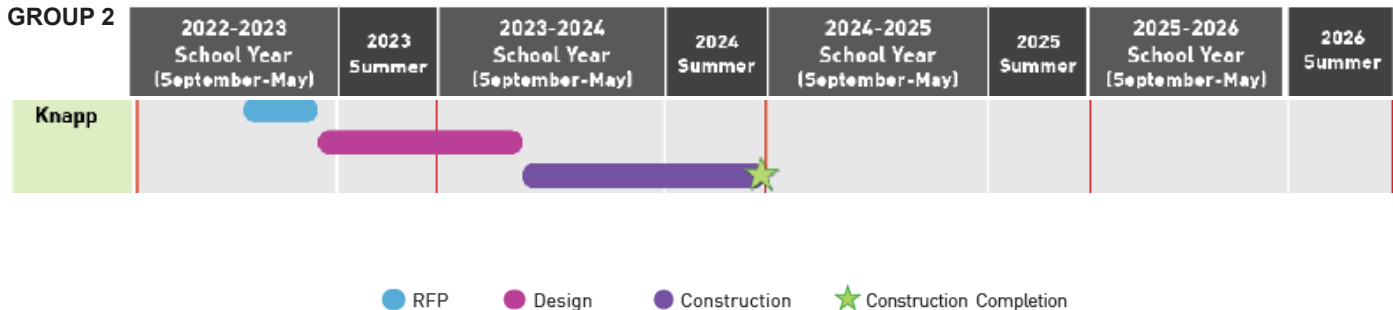 GROUP 2
2022-2023
School Year
(September-May)
2023
Summer
2023-2024
School Year
(September-May)
2024
Summer
2024-2025
School Year
(September-May)
2025
Summer
2025-2026
School Year
(September-May)
2026
Summer
Knapp
RFP
Design
Construction
Construction Completion